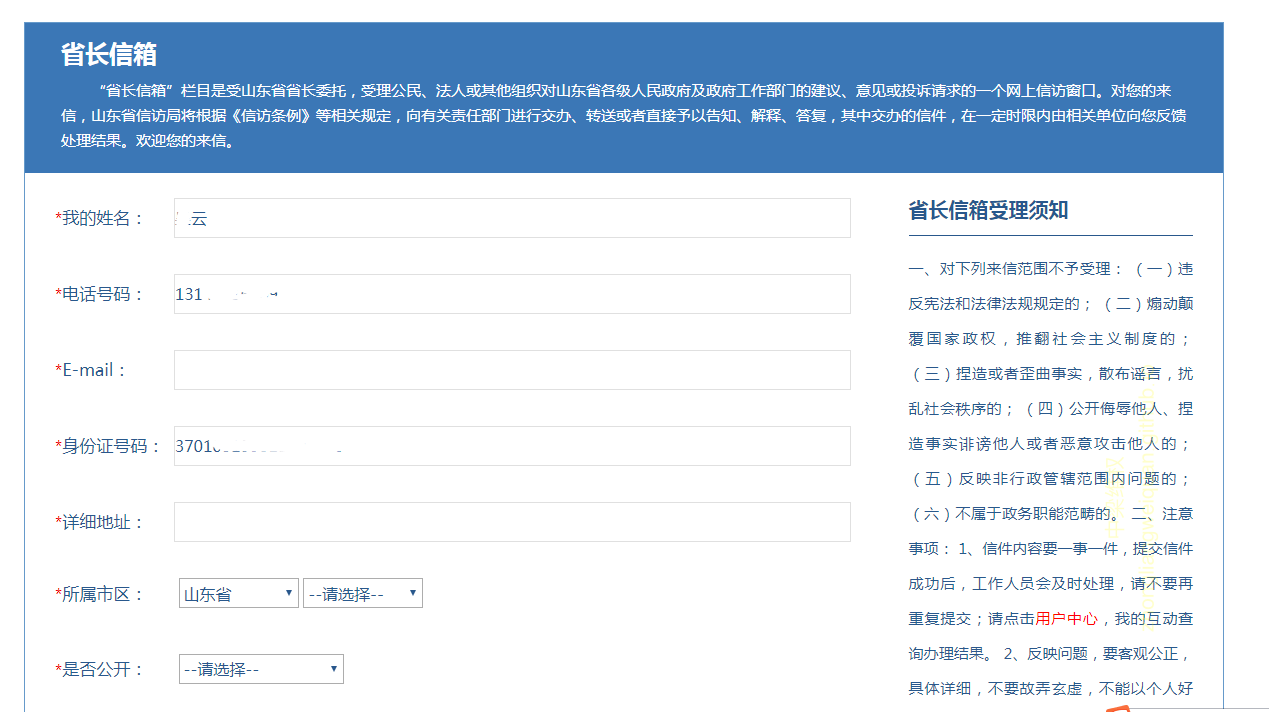 省长信箱
“省长信箱”栏目是受山东省省长委托，受理公民、法人或其他组织对山东省各级人民政府及政府工作部门的建议、意见或投诉请求的一个网上信访窗口。对您的来
信，山东省信访局将根据《信访条例》等相关规定，向有关责任部门进行交办、转送或者直接予以告知、解释、答复，其中交办的信件，在一定时限内由相关单位向您反馈
处理结果。欢迎您的来信。
*我的姓名： 云
*电话号码： 131
*E-mail：
*身份证号码： 3701
*详细地址：
*所属市区： 山东省 --请选择--
*是否公开： --请选择--
省长信箱受理须知
一、对下列来信范围不予受理：（一）违
反宪法和法律法规规定的；（二）煽动颠
覆国家政权，推翻社会主义制度的；
（三）捏造或者歪曲事实，散布谣言，扰
乱社会秩序的；（四）公开侮辱他人、捏
造事实诽谤他人或者恶意攻击他人的；
（五）反映非行政管辖范围内问题的；
（六）不属于政务职能范畴的。 二、注意
事项： 1、信件内容要一事一件，提交信件
成功后，工作人员会及时处理，请不要再
重复提交；请点击用户中心，我的互动查
询办理结果。 2、反映问题，要客观公正，
具体详细，不要故弄玄虚，不能以个人好